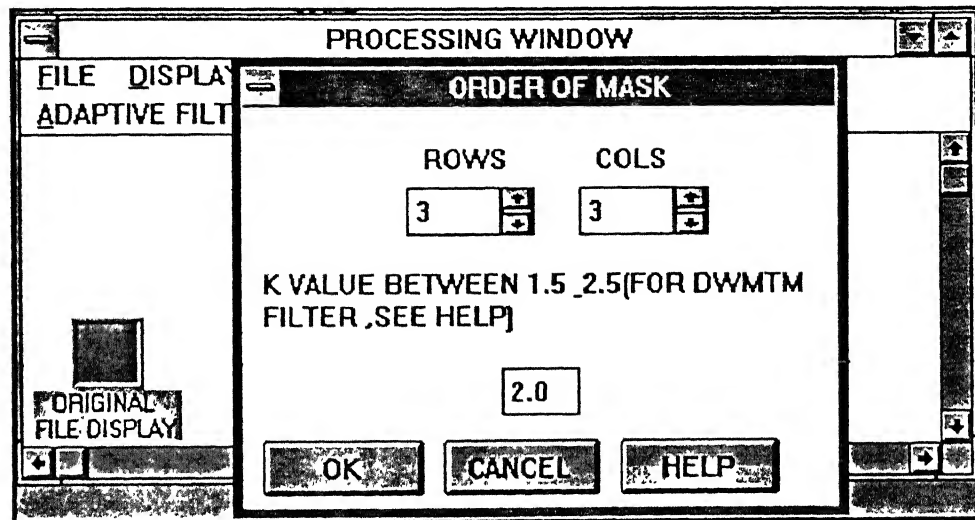 PROCESSING WINDOW
FILE DISPLAY
ADAPTIVE FILT
ORDER OF MASK
ROWS COLS
3 3
K VALUE BETWEEN 1.5 _2.5(FOR DWMTM
FILTER ,SEE HELP)
2.0
OK CANCEL HELP
ORIGINAL
FILE DISPLAY